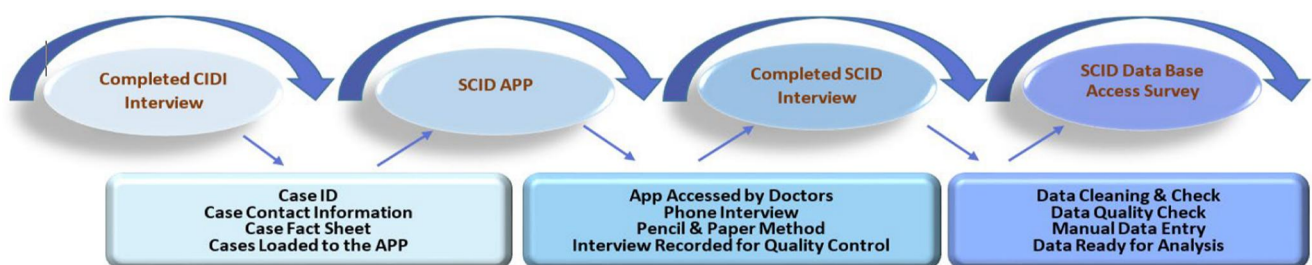 Completed CIDI
Interview
SCID APP
Completed SCID
Interview
SCID Data Base
Access Survey
Case ID
Case Contact Information
Case Fact Sheet
Cases Loaded to the APP
App Accessed by Doctors
Phone Interview
Pencil & Paper Method
Interview Recorded for Quality Control
Data Cleaning & Check
Data Quality Check
Manual Data Entry
Data Ready for Analysis